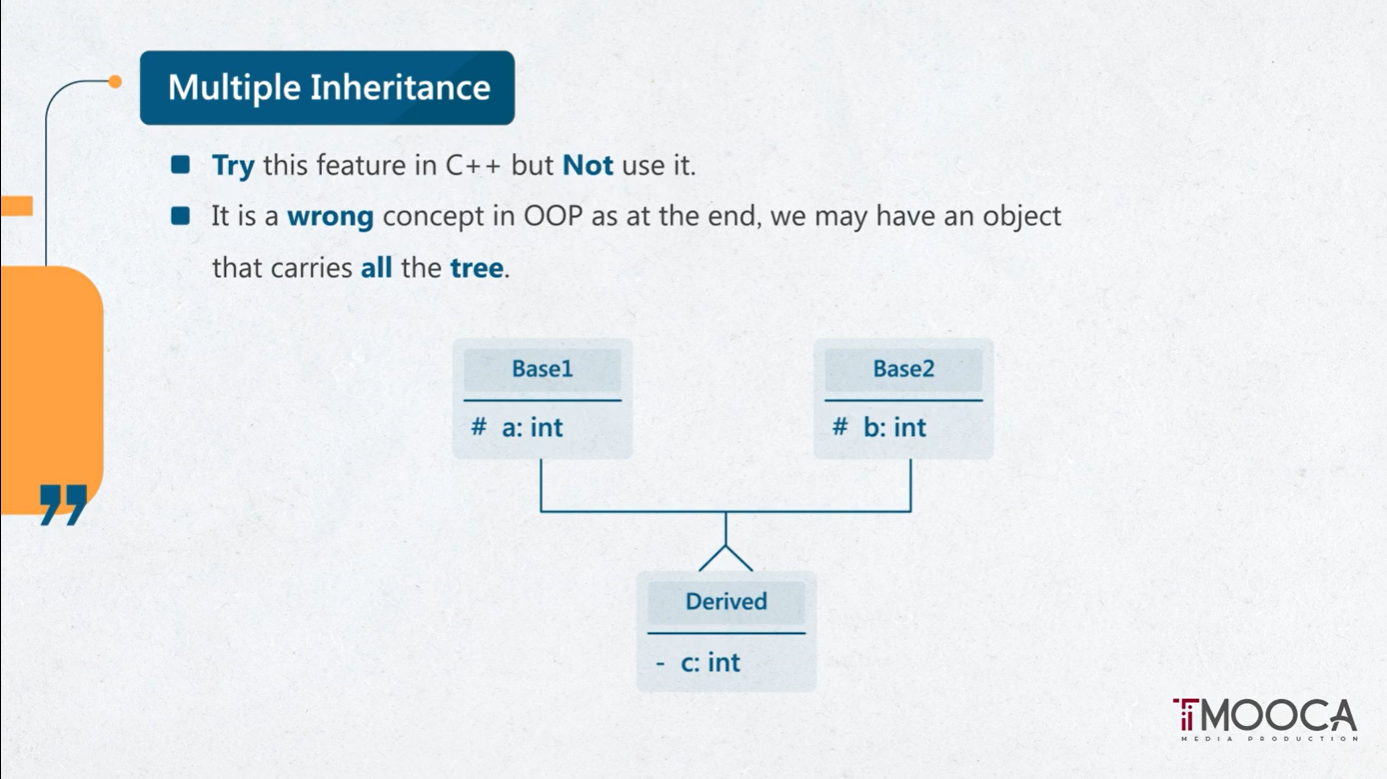 Multiple Inheritance
Try this feature in C++ but Not use it.
It is a wrong concept in OOP as at the end, we may have an object
that carries all the tree.
Base1
# a: int
Base2
# b: int
Derived
- c: int
TiMOOCA
MEDIA PRODUCTION